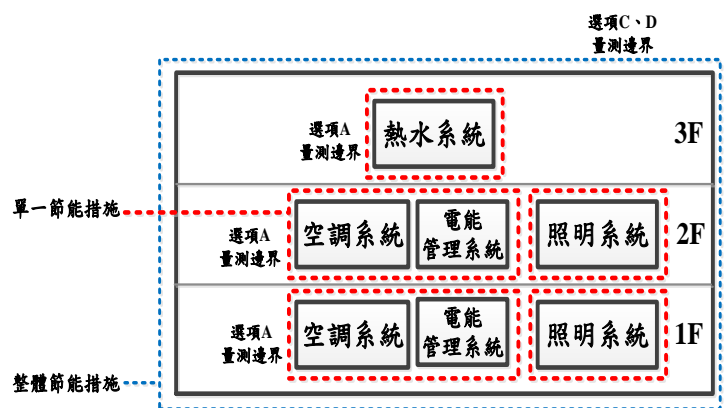 選項C、D
量測邊界
選項A
量測邊界
熱水系統
3F
單一節能措施
選項A
量測邊界
空調系統
電能
管理系統
照明系統
2F
選項A
量測邊界
空調系統
電能
管理系統
照明系統
1F
整體節能措施